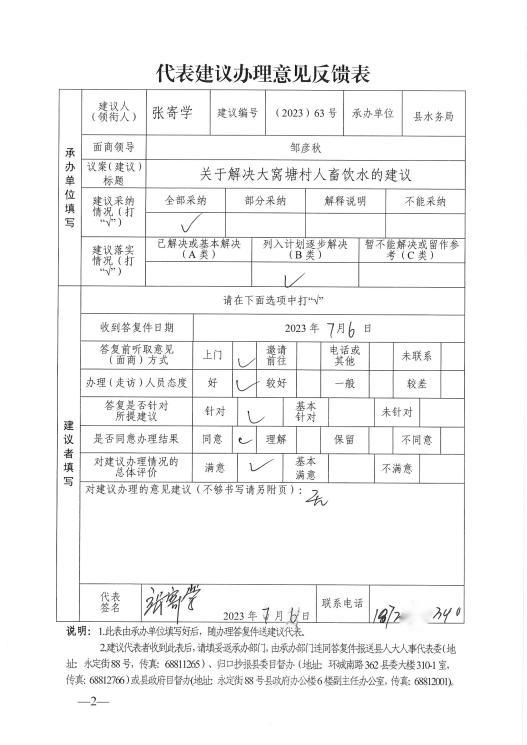 代表建议办理意见反馈表
承办单位填写
建议人（领衔人） 张寄学 建议编号 （2023）63号 承办单位 县水务局
面商领导 邹彦秋
议案（建议）标题 关于解决大窝塘村人畜饮水的建议
建议采纳情况（打“√”） 全部采纳 部分采纳 解释说明 不能采纳
√
建议落实情况（打“√”） 已解决或基本解决（A类） 列入计划逐步解决（B类） 暂不能解决或留作参考（C类）
√
建议者填写
请在下面选项中打“√”
收到答复件日期 2023年7月6日
答复前听取意见（面商）方式 上门 √ 邀请前往 电话或其他 未联系
办理（走访）人员态度 好 √ 较好 一般 较差
答复是否针对所提建议 针对 √ 基本针对 未针对
是否同意办理结果 同意 √ 理解 保留 不同意
对建议办理情况的总体评价 满意 √ 基本满意 不满意
对建议办理的意见建议（不够书写请另附页）：无
代表签名 张寄学 2023年7月6日 联系电话 340
说明：1.此表由承办单位填写好后，随办理答复件送建议代表。
2.建议代表者收到此表后，请填妥送承办部门，由承办部门连同答复件报送县人大人事代表委（地
址：永定街88号，传真：68811265）、归口抄报县委目督办（地址：环城南路362县委大楼310-1室，
传真：68812766）或县政府目督办(地址：永定街88号县政府办公楼6楼副主任办公室，传真：68812001)。
—2—